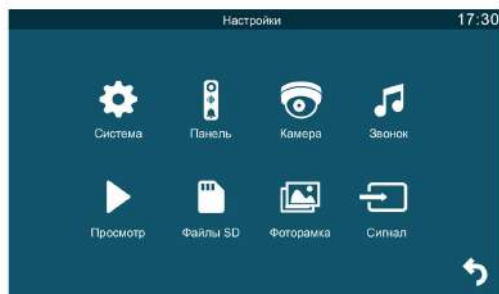 Настройки 17:30
Система Панель Камера Звонок
Просмотр Файлы SD Фоторамка Сигнал